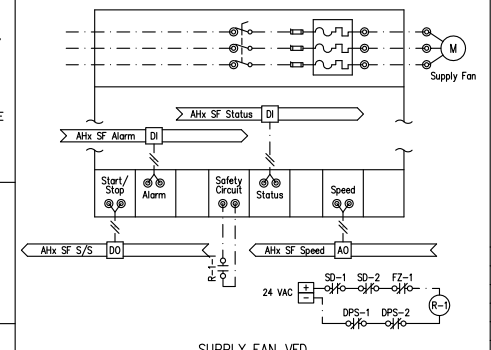 M
Supply Fan
AHx SF Status DI
AHx SF Alarm DI
E
Start/
Stop
Alarm
Safety
Circuit
Status
Speed
AHx SF S/S DO
AHx SF Speed AO
R-1
24 VAC + −
SD-1 SD-2 FZ-1
R-1
DPS-1 DPS-2
SUPPLY FAN VFD